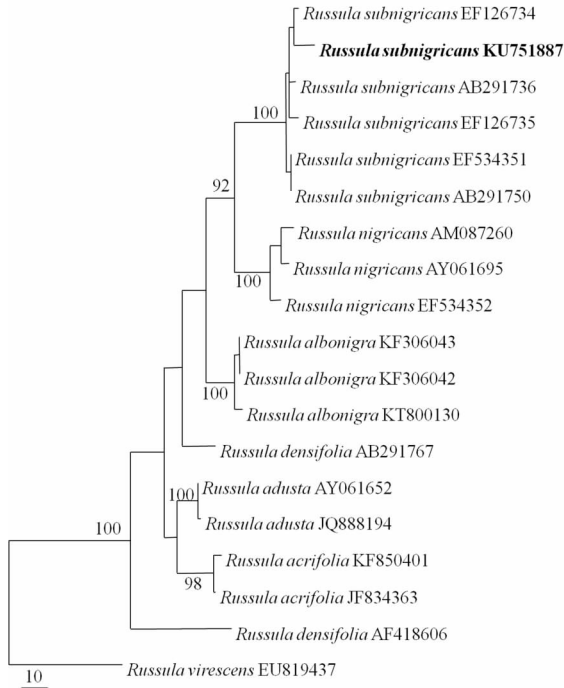 Russula subnigricans EF126734
Russula subnigricans KU751887
Russula subnigricans AB291736
100
Russula subnigricans EF126735
Russula subnigricans EF534351
92
Russula subnigricans AB291750
Russula nigricans AM087260
Russula nigricans AY061695
100
Russula nigricans EF534352
Russula albonigra KF306043
Russula albonigra KF306042
100
Russula albonigra KT800130
Russula densifolia AB291767
100 Russula adusta AY061652
Russula adusta JQ888194
100
Russula acrifolia KF850401
98
Russula acrifolia JF834363
Russula densifolia AF418606
Russula virescens EU819437
10